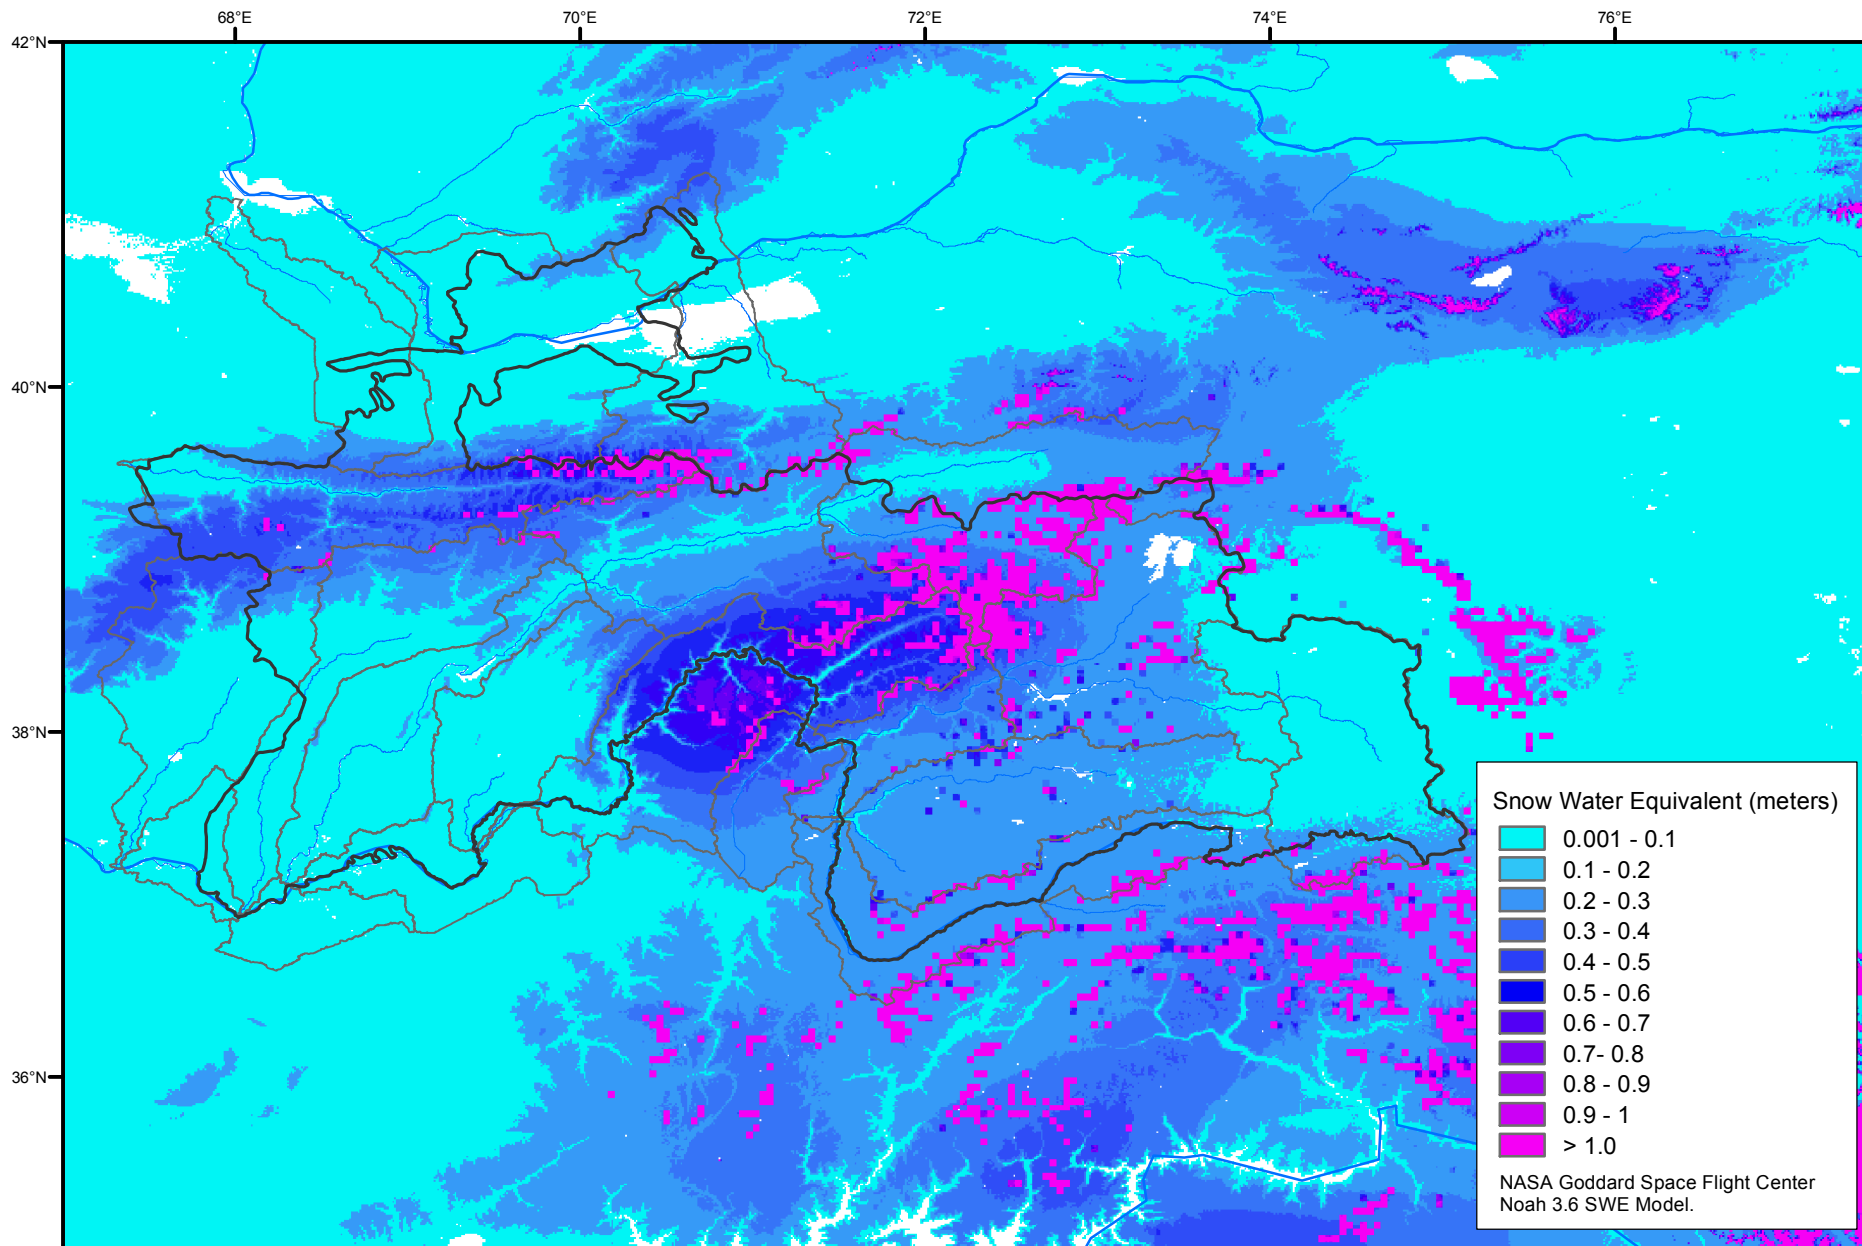 68°E 70°E 72°E 74°E 76°E
42°N
40°N
38°N
36°N
Snow Water Equivalent (meters)
0.001 - 0.1
0.1 - 0.2
0.2 - 0.3
0.3 - 0.4
0.4 - 0.5
0.5 - 0.6
0.6 - 0.7
0.7- 0.8
0.8 - 0.9
0.9 - 1
> 1.0
NASA Goddard Space Flight Center
Noah 3.6 SWE Model.